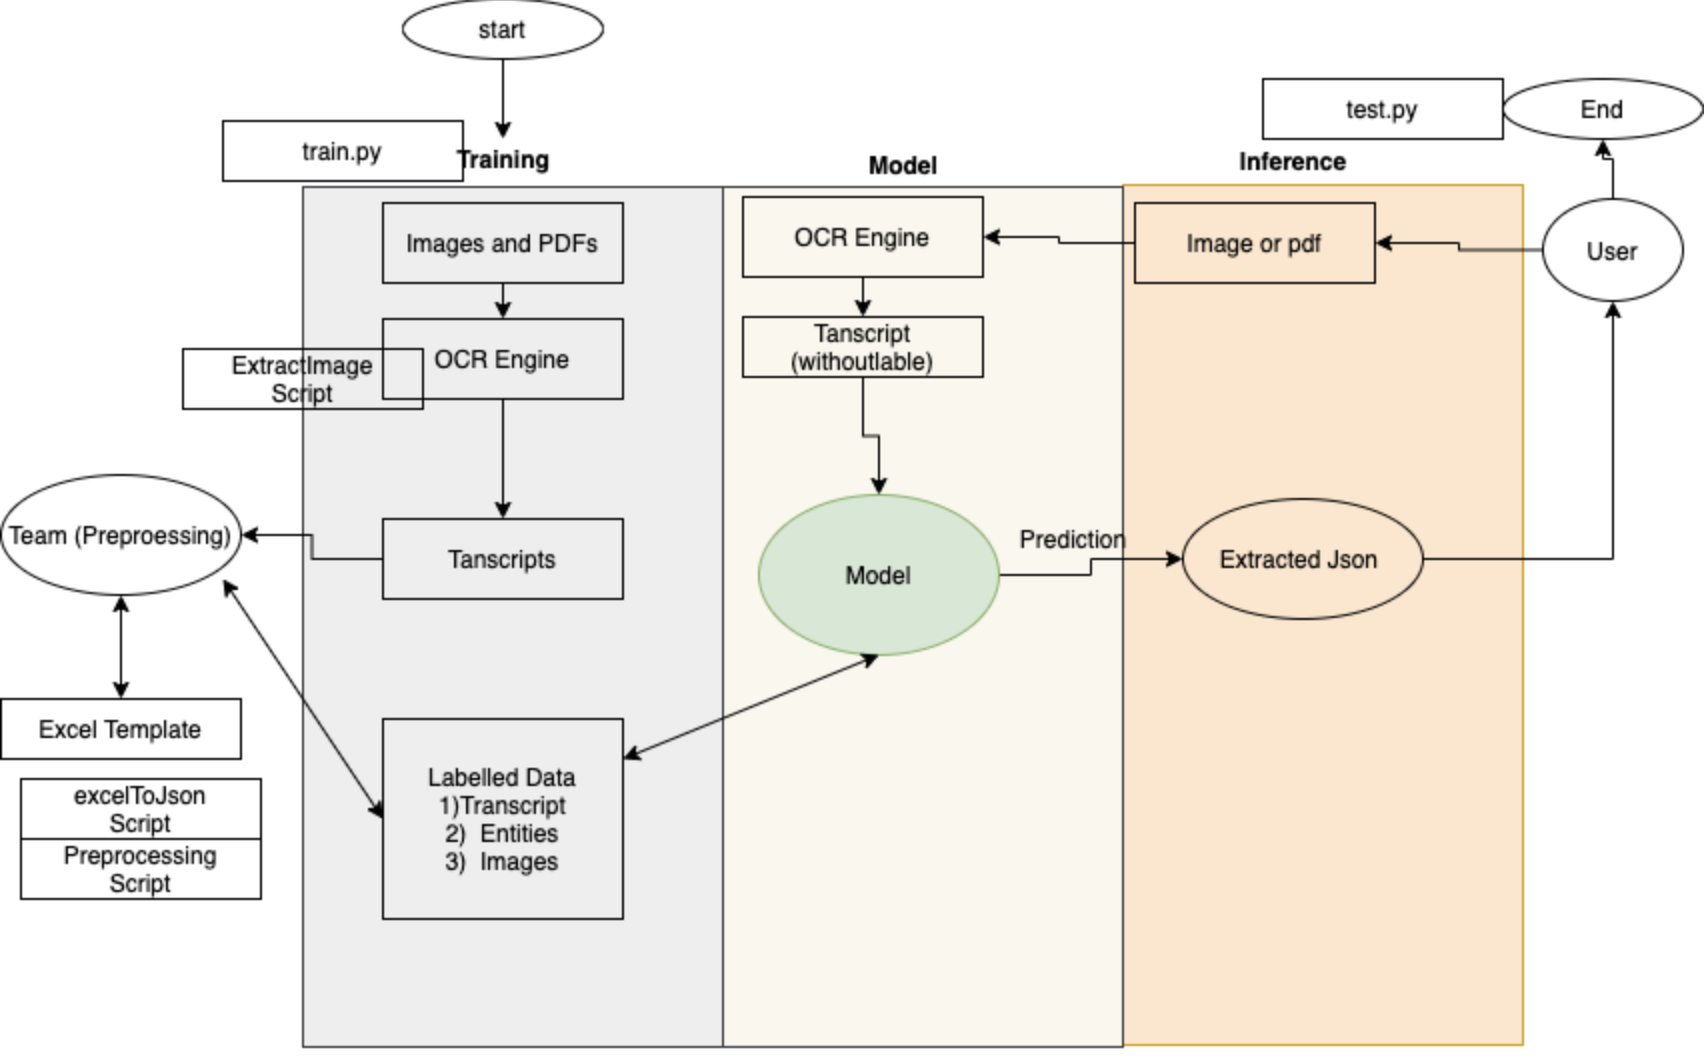 start
train.py
Training
Model
Inference
test.py
End
Images and PDFs
OCR Engine
Image or pdf
User
OCR Engine
ExtractImage
Script
Tanscript
(withoutlable)
Team (Preproessing)
Tanscripts
Model
Prediction
Extracted Json
Excel Template
excelToJson
Script
Preprocessing
Script
Labelled Data
1)Transcript
2)  Entities
3)  Images